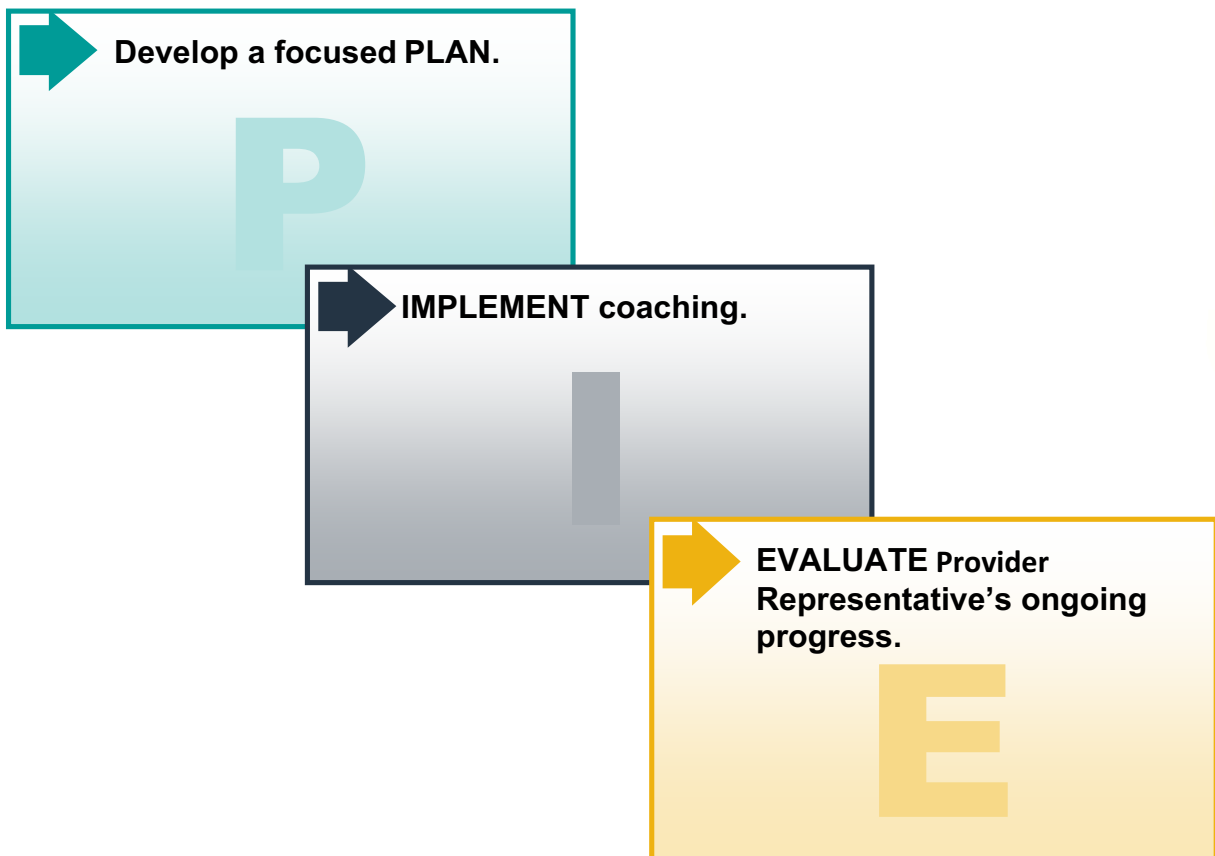 Develop a focused PLAN.
P
IMPLEMENT coaching.
I
EVALUATE Provider
Representative’s ongoing
progress.
E